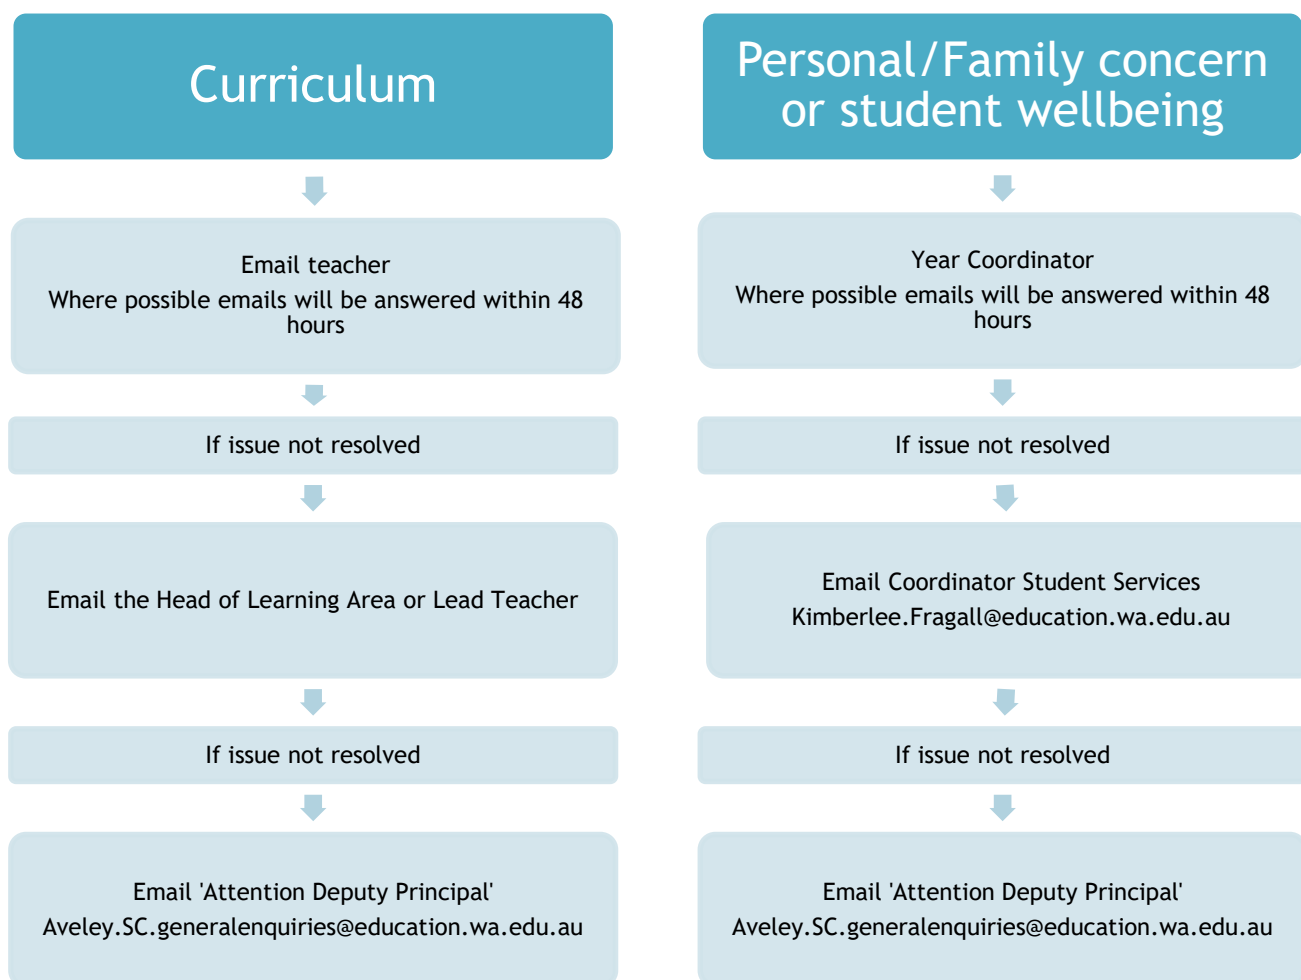 Curriculum
Email teacher
Where possible emails will be answered within 48
hours
If issue not resolved
Email the Head of Learning Area or Lead Teacher
If issue not resolved
Email 'Attention Deputy Principal'
Aveley.SC.generalenquiries@education.wa.edu.au
Personal/Family concern
or student wellbeing
Year Coordinator
Where possible emails will be answered within 48
hours
If issue not resolved
Email Coordinator Student Services
Kimberlee.Fragall@education.wa.edu.au
If issue not resolved
Email 'Attention Deputy Principal'
Aveley.SC.generalenquiries@education.wa.edu.au